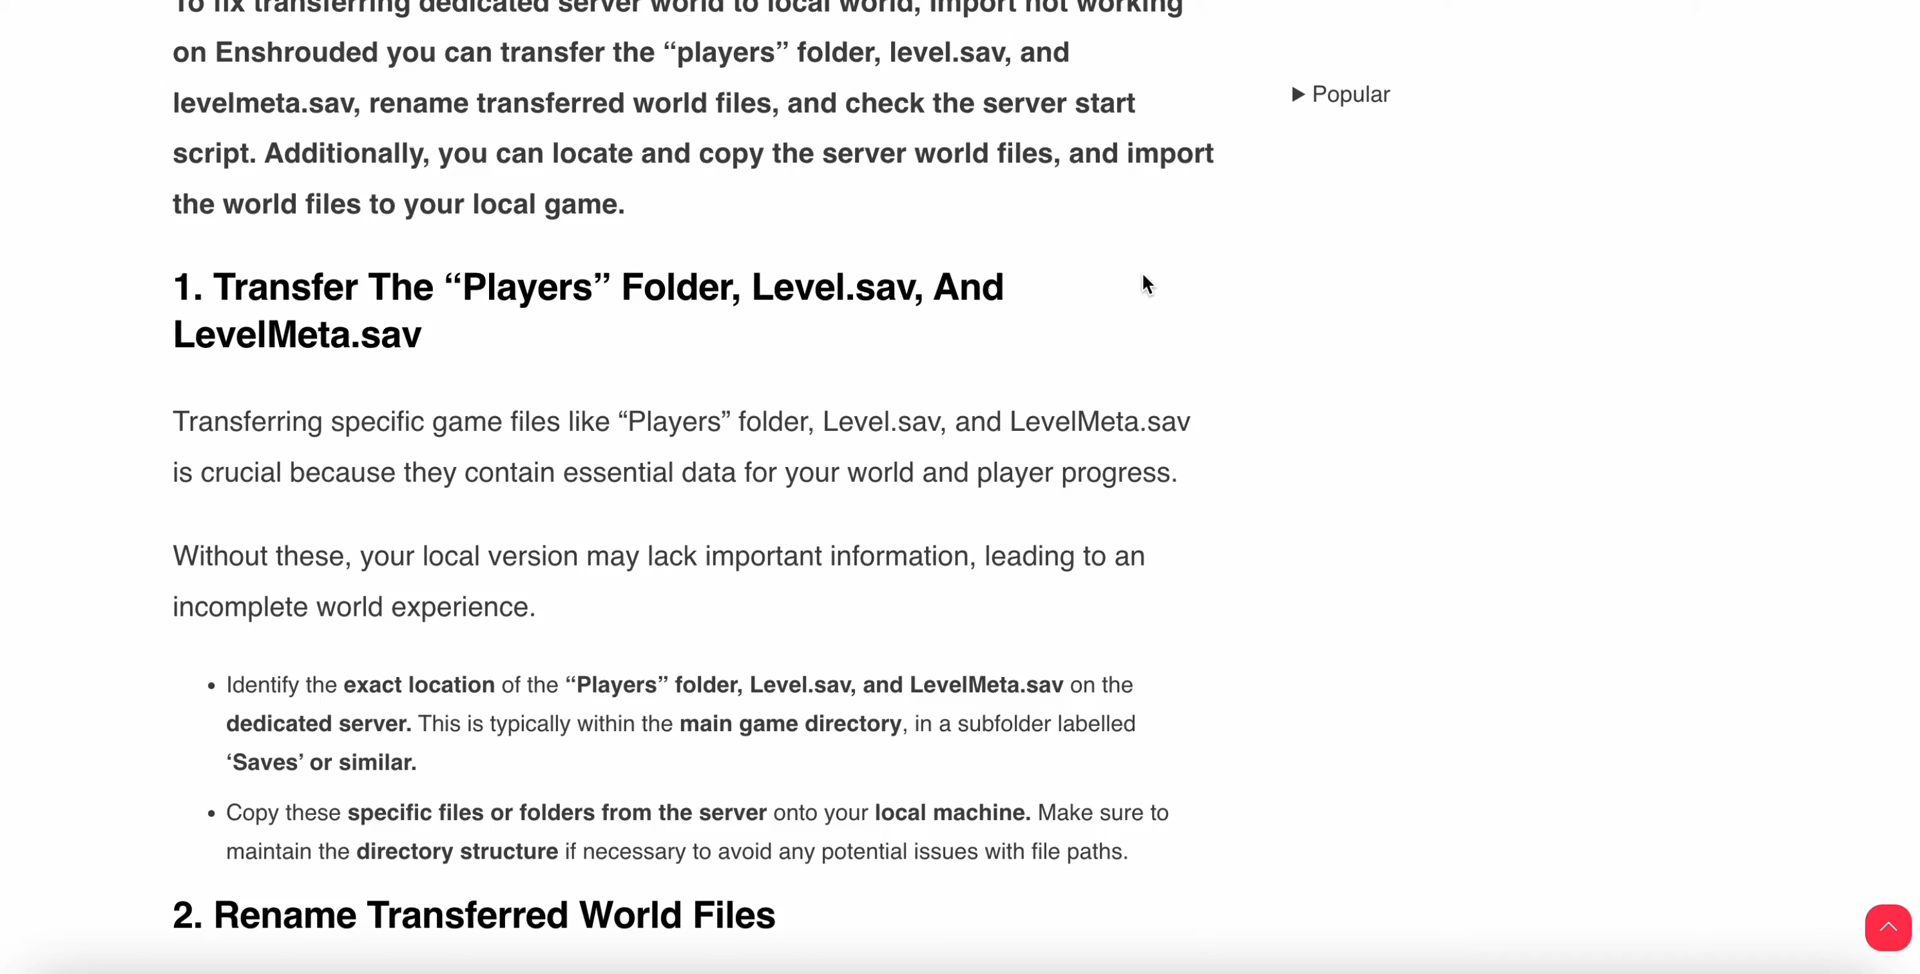 To fix transferring dedicated server world to local world, import not working
on Enshrouded you can transfer the “players” folder, level.sav, and
levelmeta.sav, rename transferred world files, and check the server start
script. Additionally, you can locate and copy the server world files, and import
the world files to your local game.
▶ Popular
1. Transfer The “Players” Folder, Level.sav, And
LevelMeta.sav
Transferring specific game files like “Players” folder, Level.sav, and LevelMeta.sav
is crucial because they contain essential data for your world and player progress.
Without these, your local version may lack important information, leading to an
incomplete world experience.
• Identify the exact location of the “Players” folder, Level.sav, and LevelMeta.sav on the
dedicated server. This is typically within the main game directory, in a subfolder labelled
‘Saves’ or similar.
• Copy these specific files or folders from the server onto your local machine. Make sure to
maintain the directory structure if necessary to avoid any potential issues with file paths.
2. Rename Transferred World Files